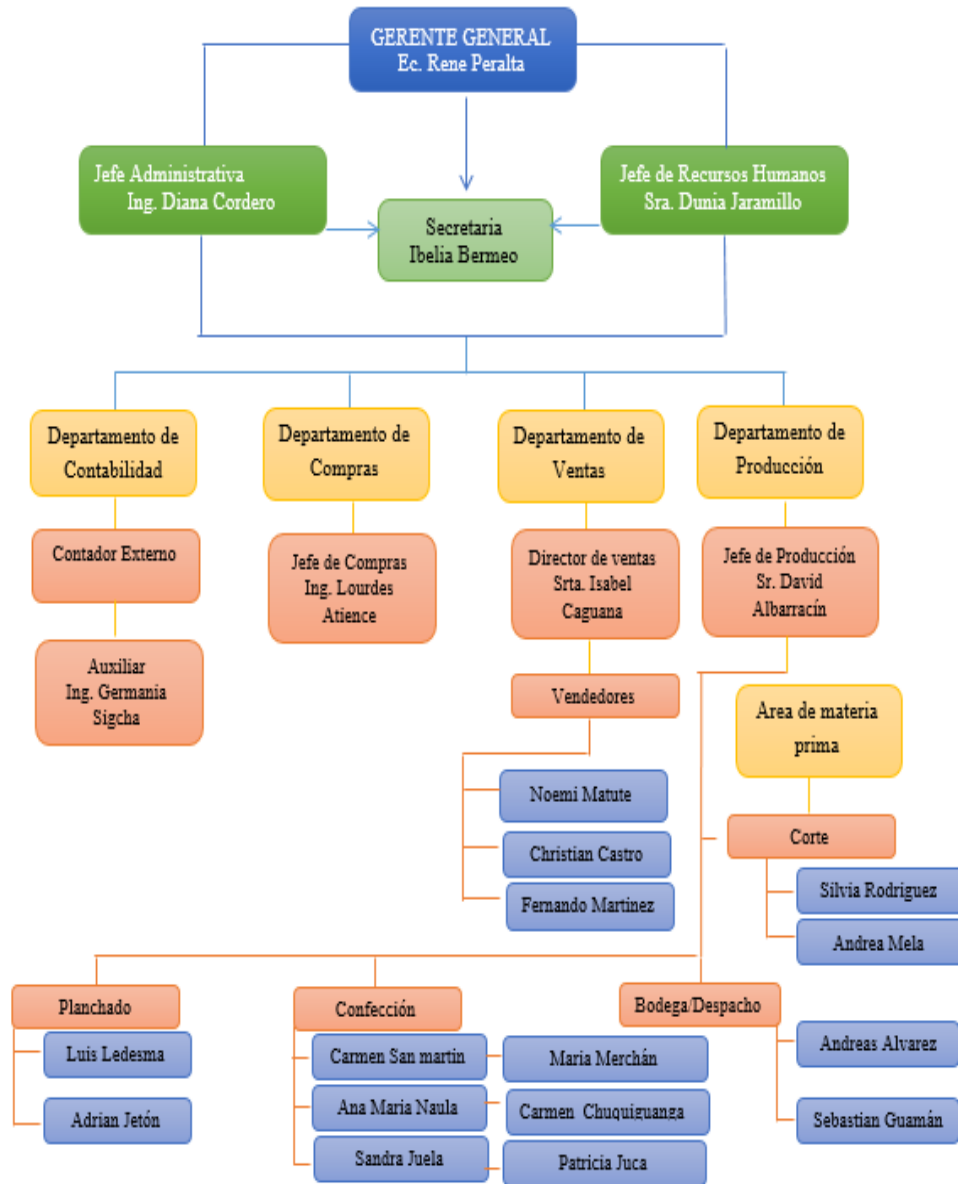 GERENTE GENERAL
Ec. Rene Peralta
Jefe Administrativa
Ing. Diana Cordero
Jefe de Recursos Humanos
Sra. Dunia Jaramillo
Secretaria
Ibelia Bermeo
Departamento de
Contabilidad
Departamento de
Compras
Departamento de
Ventas
Departamento de
Producción
Contador Externo
Jefe de Compras
Ing. Lourdes
Atience
Director de ventas
Srta. Isabel
Caguana
Jefe de Producción
Sr. David
Albarracín
Auxiliar
Ing. Germania
Sigcha
Vendedores
Area de materia
prima
Noemi Matute
Christian Castro
Fernando Martinez
Corte
Silvia Rodriguez
Andrea Mela
Planchado
Luis Ledesma
Adrian Jetón
Confección
Carmen San martin
Maria Merchán
Ana Maria Naula
Carmen Chuquiguanga
Sandra Juela
Patricia Juca
Bodega/Despacho
Andreas Alvarez
Sebastian Guamán